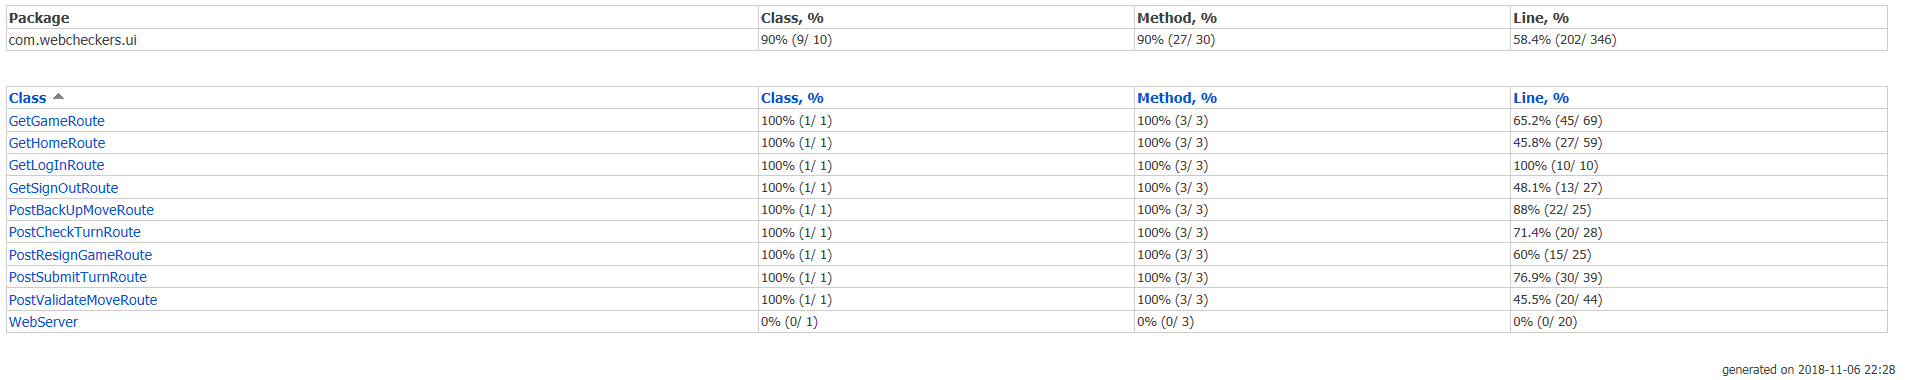 Package Class, % Method, % Line, %
com.webcheckers.ui 90% (9/ 10) 90% (27/ 30) 58.4% (202/ 346)
Class Class, % Method, % Line, %
GetGameRoute 100% (1/ 1) 100% (3/ 3) 65.2% (45/ 69)
GetHomeRoute 100% (1/ 1) 100% (3/ 3) 45.8% (27/ 59)
GetLogInRoute 100% (1/ 1) 100% (3/ 3) 100% (10/ 10)
GetSignOutRoute 100% (1/ 1) 100% (3/ 3) 48.1% (13/ 27)
PostBackUpMoveRoute 100% (1/ 1) 100% (3/ 3) 88% (22/ 25)
PostCheckTurnRoute 100% (1/ 1) 100% (3/ 3) 71.4% (20/ 28)
PostResignGameRoute 100% (1/ 1) 100% (3/ 3) 60% (15/ 25)
PostSubmitTurnRoute 100% (1/ 1) 100% (3/ 3) 76.9% (30/ 39)
PostValidateMoveRoute 100% (1/ 1) 100% (3/ 3) 45.5% (20/ 44)
WebServer 0% (0/ 1) 0% (0/ 3) 0% (0/ 20)
generated on 2018-11-06 22:28